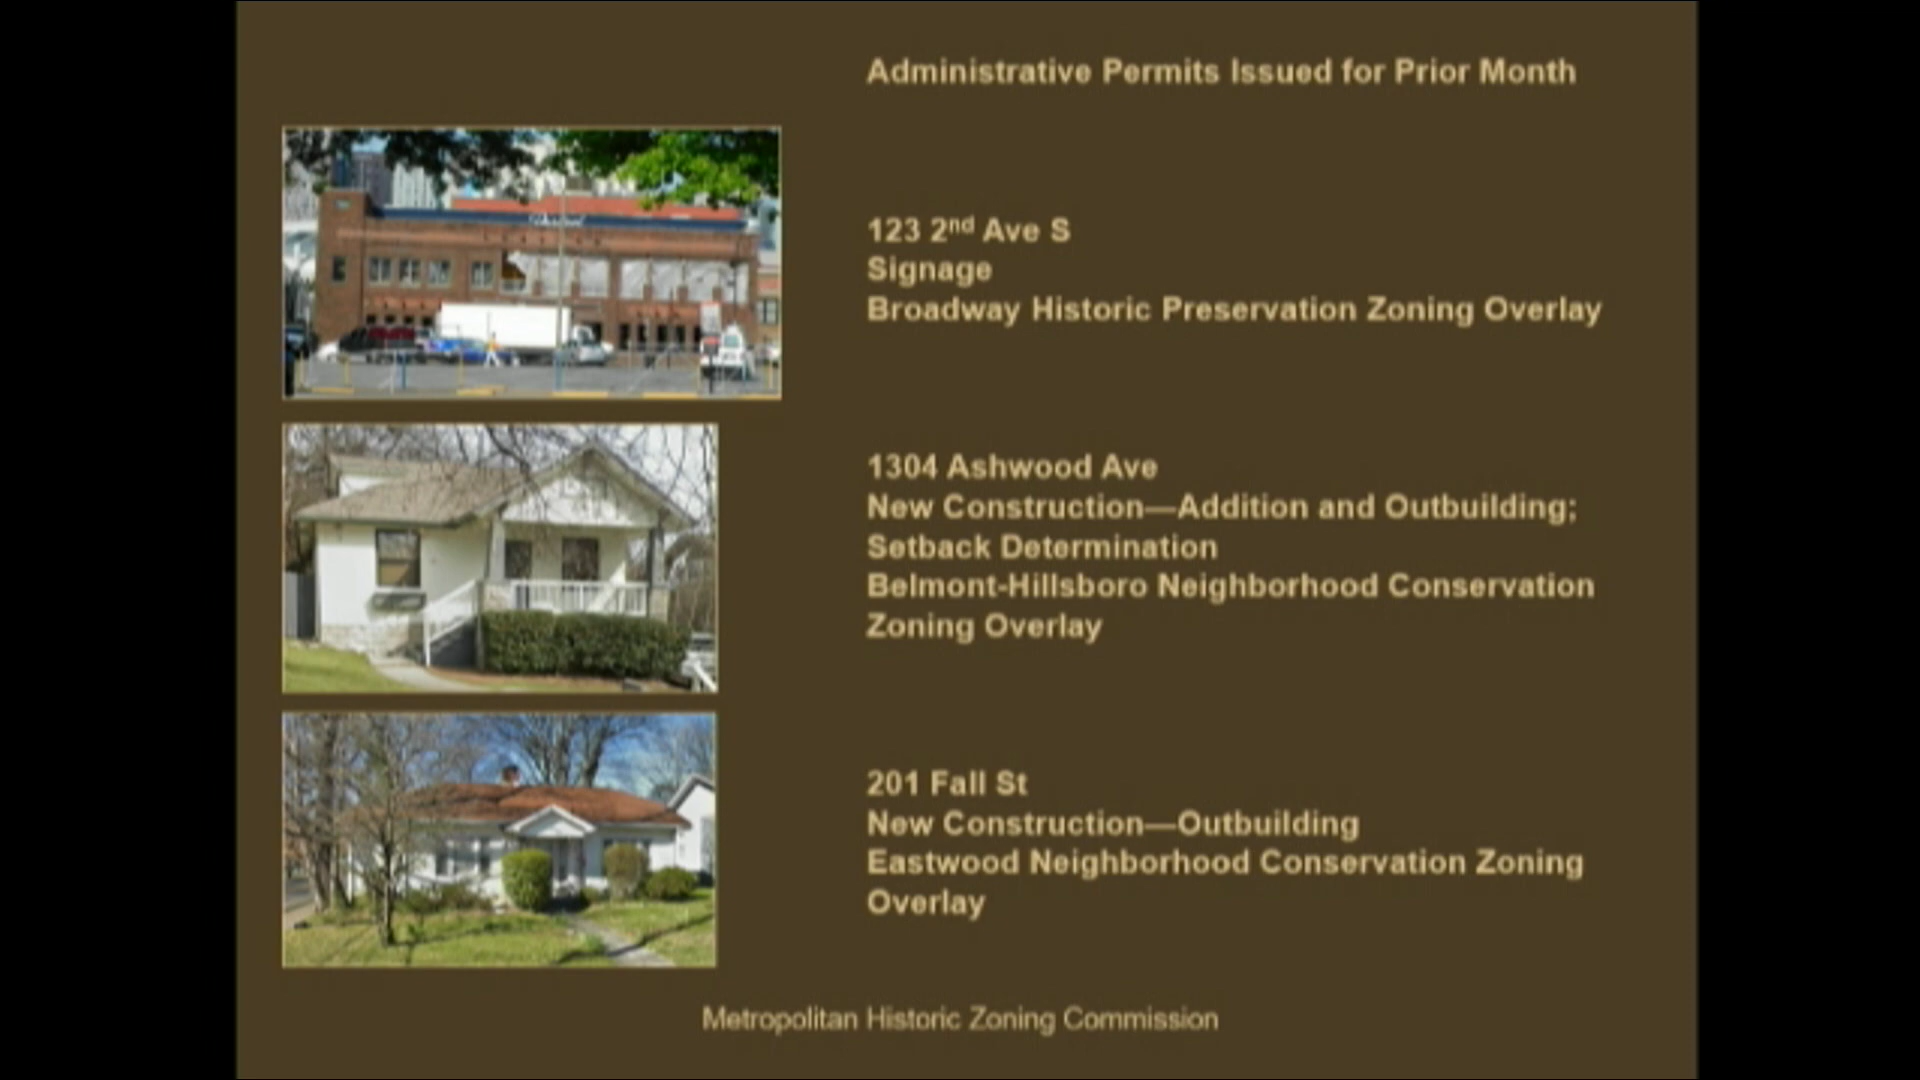 Administrative Permits Issued for Prior Month
123 2nd Ave S
Signage
Broadway Historic Preservation Zoning Overlay
1304 Ashwood Ave
New Construction—Addition and Outbuilding;
Setback Determination
Belmont-Hillsboro Neighborhood Conservation
Zoning Overlay
201 Fall St
New Construction—Outbuilding
Eastwood Neighborhood Conservation Zoning
Overlay
Metropolitan Historic Zoning Commission